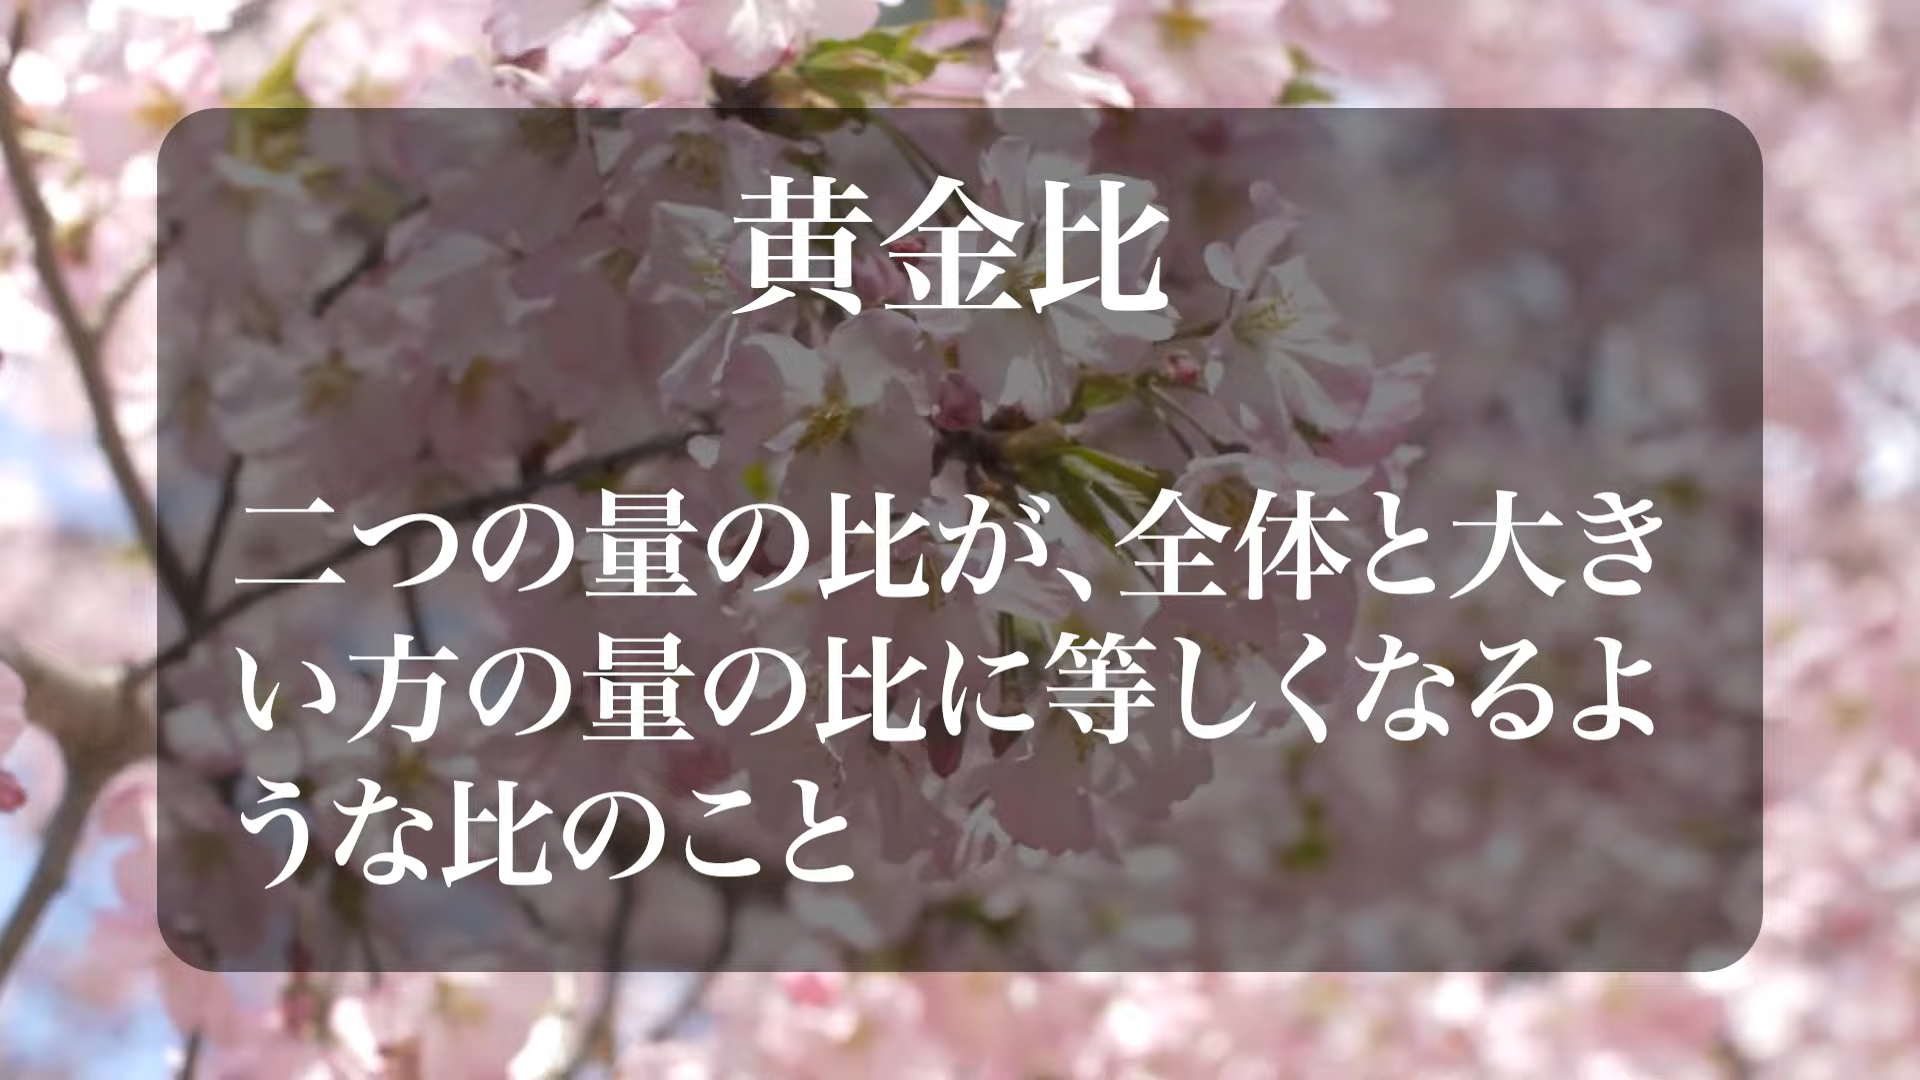 黄金比
二つの量の比が、全体と大き
い方の量の比に等しくなるよ
うな比のこと